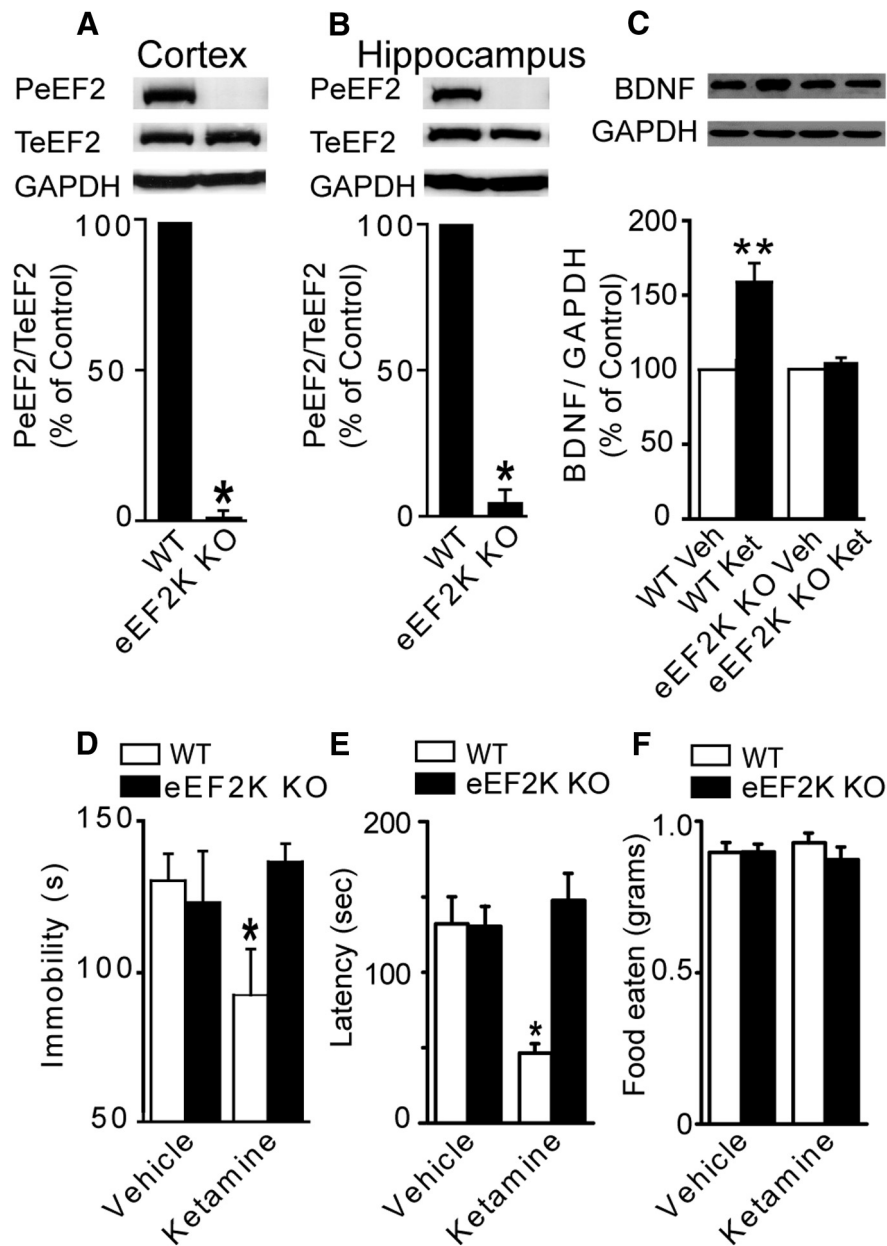 A
Cortex
PeEF2
TeEF2
GAPDH
100
50
0
PeEF2/TeEF2
(% of Control)
WT
eEF2K KO
*
B
Hippocampus
PeEF2
TeEF2
GAPDH
100
50
0
PeEF2/TeEF2
(% of Control)
WT
eEF2K KO
*
C
BDNF
GAPDH
200
150
100
50
0
BDNF/ GAPDH
(% of Control)
**
WT Veh
WT Ket
eEF2K KO Veh
eEF2K KO Ket
D
WT
eEF2K KO
150
100
50
Immobility (s)
*
Vehicle
Ketamine
E
WT
eEF2K KO
200
100
0
Latency (sec)
*
Vehicle
Ketamine
F
WT
eEF2K KO
1.0
0.5
0
Food eaten (grams)
Vehicle
Ketamine